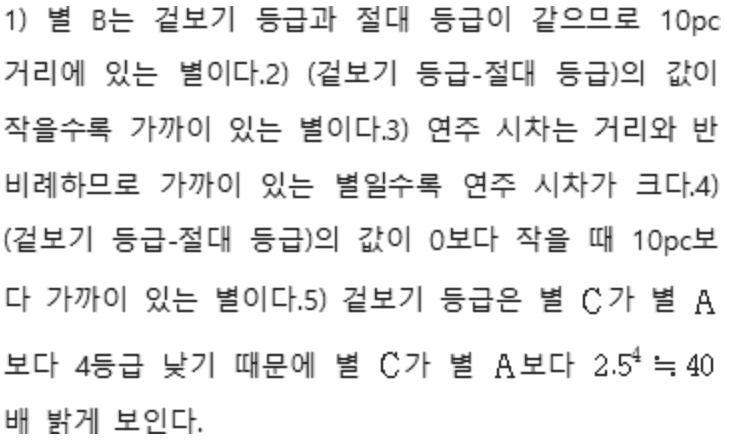 1) 별 B는 겉보기 등급과 절대 등급이 같으므로 10pc
거리에 있는 별이다.2) (겉보기 등급-절대 등급)의 값이
작을수록 가까이 있는 별이다.3) 연주 시차는 거리와 반
비례하므로 가까이 있는 별일수록 연주 시차가 크다.4)
(겉보기 등급-절대 등급)의 값이 0보다 작을 때 10pc보
다 가까이 있는 별이다.5) 겉보기 등급은 별 C가 별 A
보다 4등급 낮기 때문에 별 C가 별 A보다 2.5⁴ ≒ 40
배 밝게 보인다.